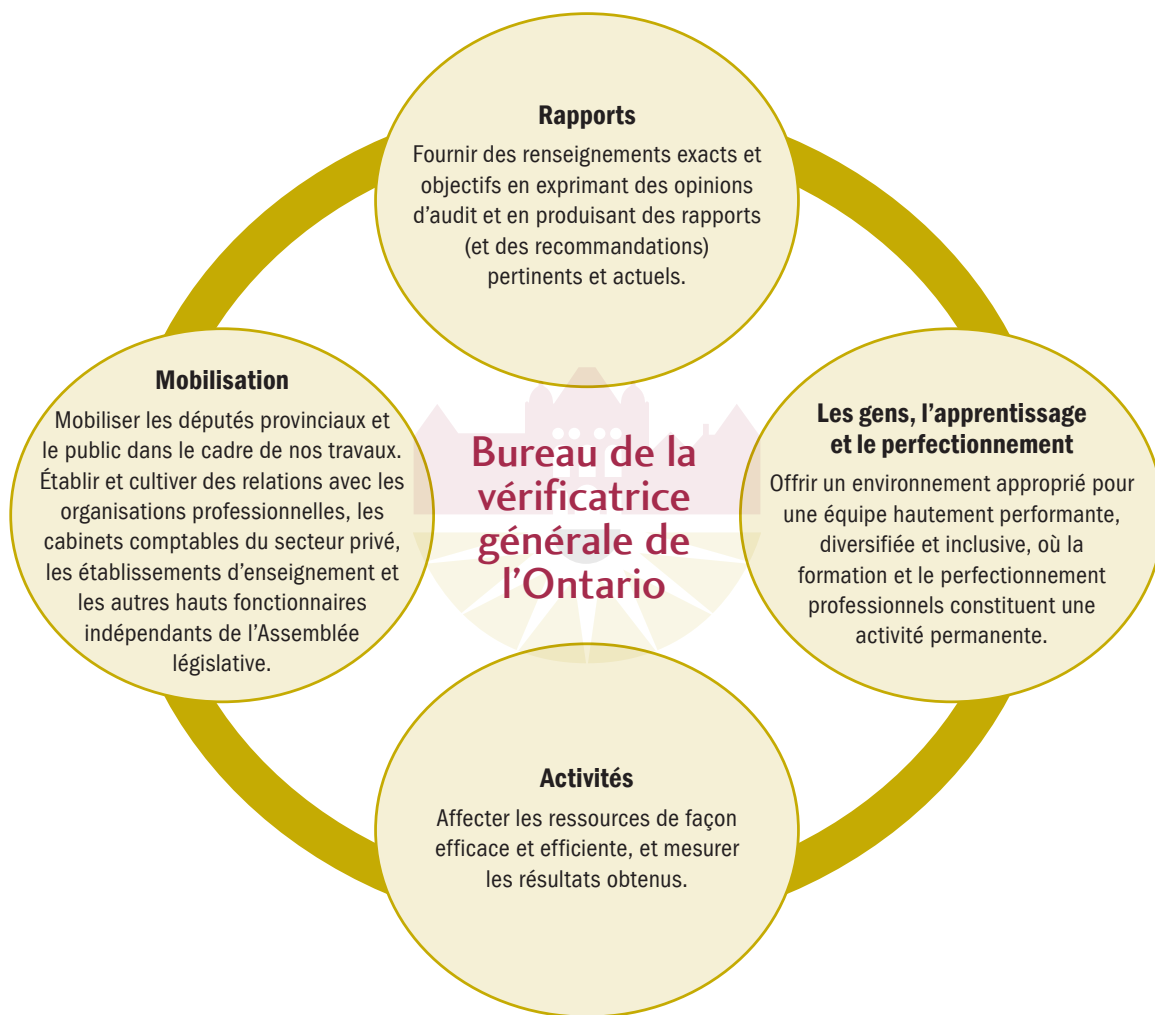 Rapports
Fournir des renseignements exacts et
objectifs en exprimant des opinions
d'audit et en produisant des rapports
(et des recommandations)
pertinents et actuels.
Mobilisation
Mobiliser les députés provinciaux et
le public dans le cadre de nos travaux.
Établir et cultiver des relations avec les
organisations professionnelles, les
cabinets comptables du secteur privé,
les établissements d’enseignement et
les autres hauts fonctionnaires
indépendants de l’Assemblée
législative.
Bureau de la
vérificatrice
générale de
l’Ontario
Les gens, l’apprentissage
et le perfectionnement
Offrir un environnement approprié pour
une équipe hautement performante,
diversifiée et inclusive, où la
formation et le perfectionnement
professionnels constituent une
activité permanente.
Activités
Affecter les ressources de façon
efficace et efficiente, et mesurer
les résultats obtenus.